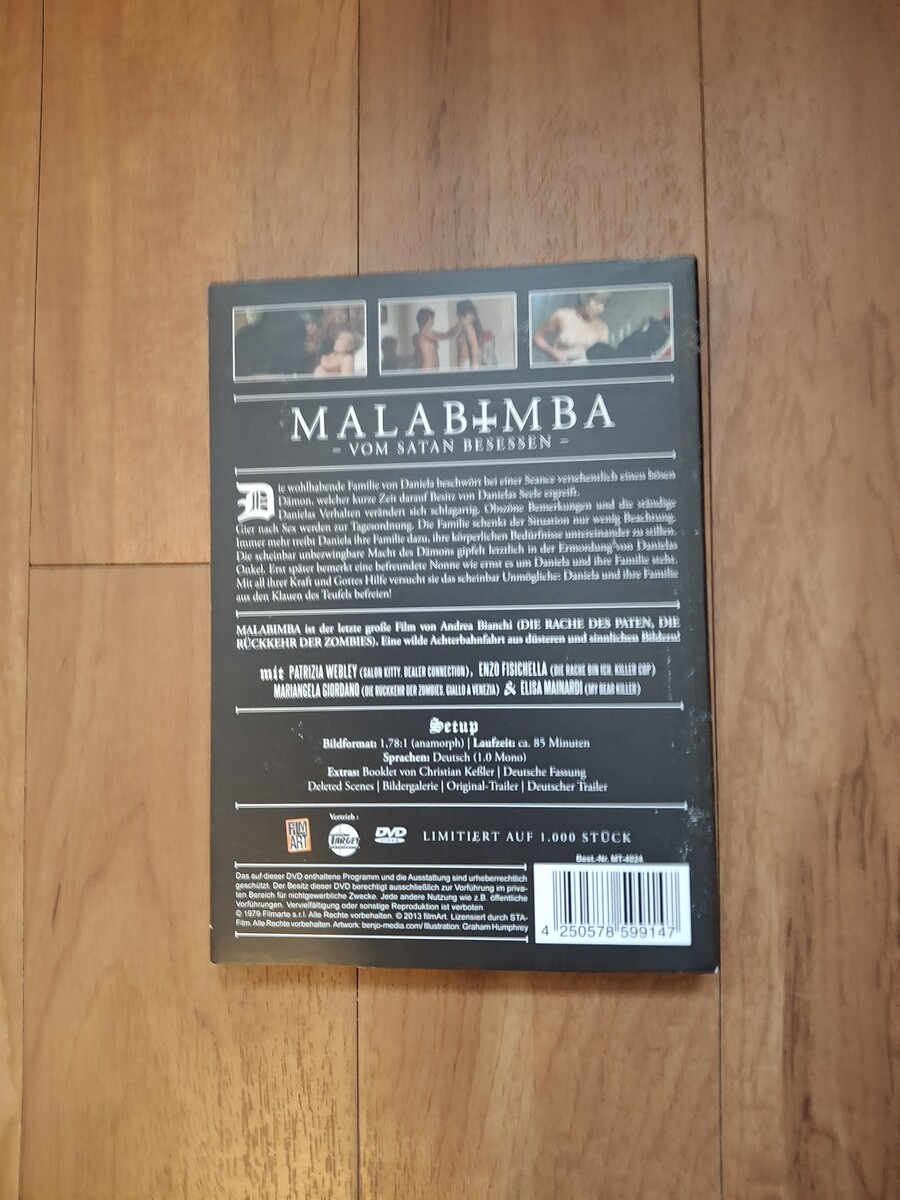 MALABIMBA
- VOM SATAN BESESSEN -
Die wohlhabende Familie von Daniela beschwört bei einer Seance versehentlich einen bösen
Dämon, welcher kurze Zeit darauf Besitz von Danielas Seele ergreift.
Danielas Verhalten verändert sich schlagartig. Obszöne Bemerkungen und die ständige
Gier nach Sex werden zur Tagesordnung. Die Familie schenkt der Situation nur wenig Beachtung.
Immer mehr treibt Daniela ihre Familie dazu, ihre körperlichen Bedürfnisse untereinander zu stillen.
Die scheinbar unbezwingbare Macht des Dämons gipfelt letztlich in der Ermordung von Danielas
Onkel. Erst später bemerkt eine befreundete Nonne wie ernst es um Daniela und ihre Familie steht.
Mit all ihrer Kraft und Gottes Hilfe versucht sie das scheinbar Unmögliche: Daniela und ihre Familie
aus den Klauen des Teufels befreien!
MALABIMBA ist der letzte große Film von Andrea Bianchi (DIE RACHE DES PATEN, DIE
RÜCKKEHR DER ZOMBIES). Eine wilde Achterbahnfahrt aus düsteren und sinnlichen Bildern!
mit PATRIZIA WEBLEY (SALON KITTY, DEALER CONNECTION), ENZO FISICHELLA (DIE RACHE BIN ICH, KILLER COP)
MARIANGELA GIORDANO (DIE RÜCKKEHR DER ZOMBIES, GIALLO A VENEZIA) & ELISA MAINARDI (MY DEAR KILLER)
Setup
Bildformat: 1.78:1 (anamorph) | Laufzeit: ca. 85 Minuten
Sprachen: Deutsch (1.0 Mono)
Extras: Booklet von Christian Keßler | Deutsche Fassung
Deleted Scenes | Bildergalerie | Original-Trailer | Deutscher Trailer
Vertrieb :
FILM ART
TARGET
DVD VIDEO
LIMITIERT AUF 1.000 STÜCK
Best.-Nr. MT-4024
Das auf dieser DVD enthaltene Programm und die Ausstattung sind urheberrechtlich
geschützt. Der Besitz dieser DVD berechtigt ausschließlich zur Vorführung im priva-
ten Bereich für nichtgewerbliche Zwecke. Jede andere Nutzung wie z.B. öffentliche
Vorführungen, Vervielfältigung oder sonstige Reproduktion ist verboten
© 1979 Filmarte s.r.l. Alle Rechte vorbehalten. © 2013 filmArt. Lizensiert durch STA-
Film. Alle Rechte vorbehalten. Artwork: benjo-media.com/ Illustration: Graham Humphrey
4 250578 599147